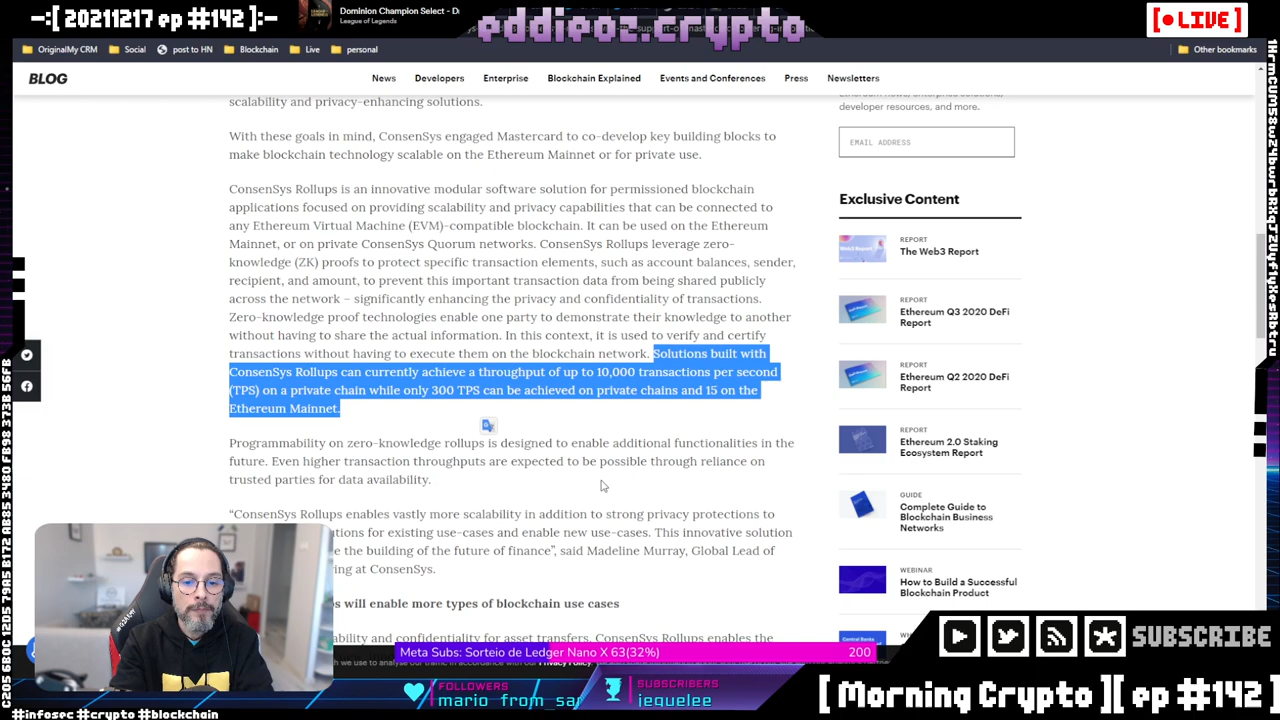 -:[ 20211217 ep #142 ]:-
Dominion Champion Select - D
League of Legends
eddieoz.crypto
[ • LIVE ]
OriginalMy CRM
Social
post to HN
Blockchain
Live
personal
Other bookmarks
BLOG
News
Developers
Enterprise
Blockchain Explained
Events and Conferences
Press
Newsletters
scalability and privacy-enhancing solutions.
With these goals in mind, ConsenSys engaged Mastercard to co-develop key building blocks to
make blockchain technology scalable on the Ethereum Mainnet or for private use.
ConsenSys Rollups is an innovative modular software solution for permissioned blockchain
applications focused on providing scalability and privacy capabilities that can be connected to
any Ethereum Virtual Machine (EVM)-compatible blockchain. It can be used on the Ethereum
Mainnet, or on private ConsenSys Quorum networks. ConsenSys Rollups leverage zero-
knowledge (ZK) proofs to protect specific transaction elements, such as account balances, sender,
recipient, and amount, to prevent this important transaction data from being shared publicly
across the network – significantly enhancing the privacy and confidentiality of transactions.
Zero-knowledge proof technologies enable one party to demonstrate their knowledge to another
without having to share the actual information. In this context, it is used to verify and certify
transactions without having to execute them on the blockchain network. Solutions built with
ConsenSys Rollups can currently achieve a throughput of up to 10,000 transactions per second
(TPS) on a private chain while only 300 TPS can be achieved on private chains and 15 on the
Ethereum Mainnet.
Programmability on zero-knowledge rollups is designed to enable additional functionalities in the
future. Even higher transaction throughputs are expected to be possible through reliance on
trusted parties for data availability.
“ConsenSys Rollups enables vastly more scalability in addition to strong privacy protections to
tions for existing use-cases and enable new use-cases. This innovative solution
e the building of the future of finance”, said Madeline Murray, Global Lead of
ing at ConsenSys.
s will enable more types of blockchain use cases
ability and confidentiality for asset transfers, ConsenSys Rollups enables the
developer resources, and more.
EMAIL ADDRESS
Exclusive Content
REPORT
The Web3 Report
REPORT
Ethereum Q3 2020 DeFi
Report
REPORT
Ethereum Q2 2020 DeFi
Report
REPORT
Ethereum 2.0 Staking
Ecosystem Report
GUIDE
Complete Guide to
Blockchain Business
Networks
WEBINAR
How to Build a Successful
Blockchain Product
Meta Subs: Sorteio de Ledger Nano X 63(32%)
200
FOLLOWERS
mario_from_sa
SUBSCRIBERS
jeguelee
SUBSCRIBE
[ Morning Crypto ][ ep #142 ]
#infosec #crypto #blockchain